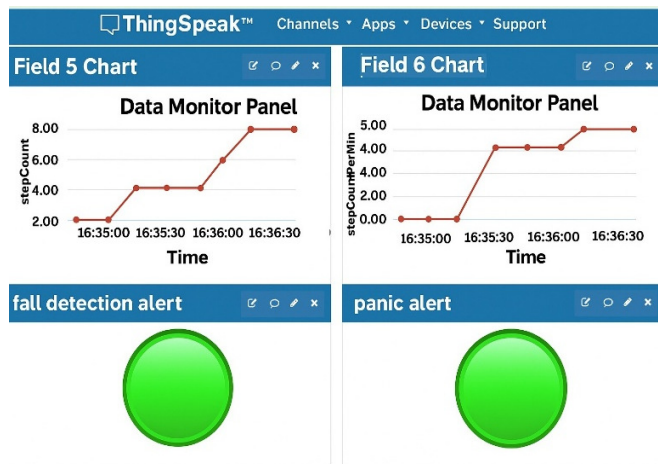 ThingSpeak™ Channels Apps Devices Support
Field 5 Chart
Data Monitor Panel
stepCount
8.00
6.00
4.00
2.00
16:35:00 16:35:30 16:36:00 16:36:30
Time
Field 6 Chart
Data Monitor Panel
stepCountPerMin
5.00
4.00
4.00
2.00
0.00
16:35:00 16:35:30 16:36:00 16:36:30
Time
fall detection alert
panic alert